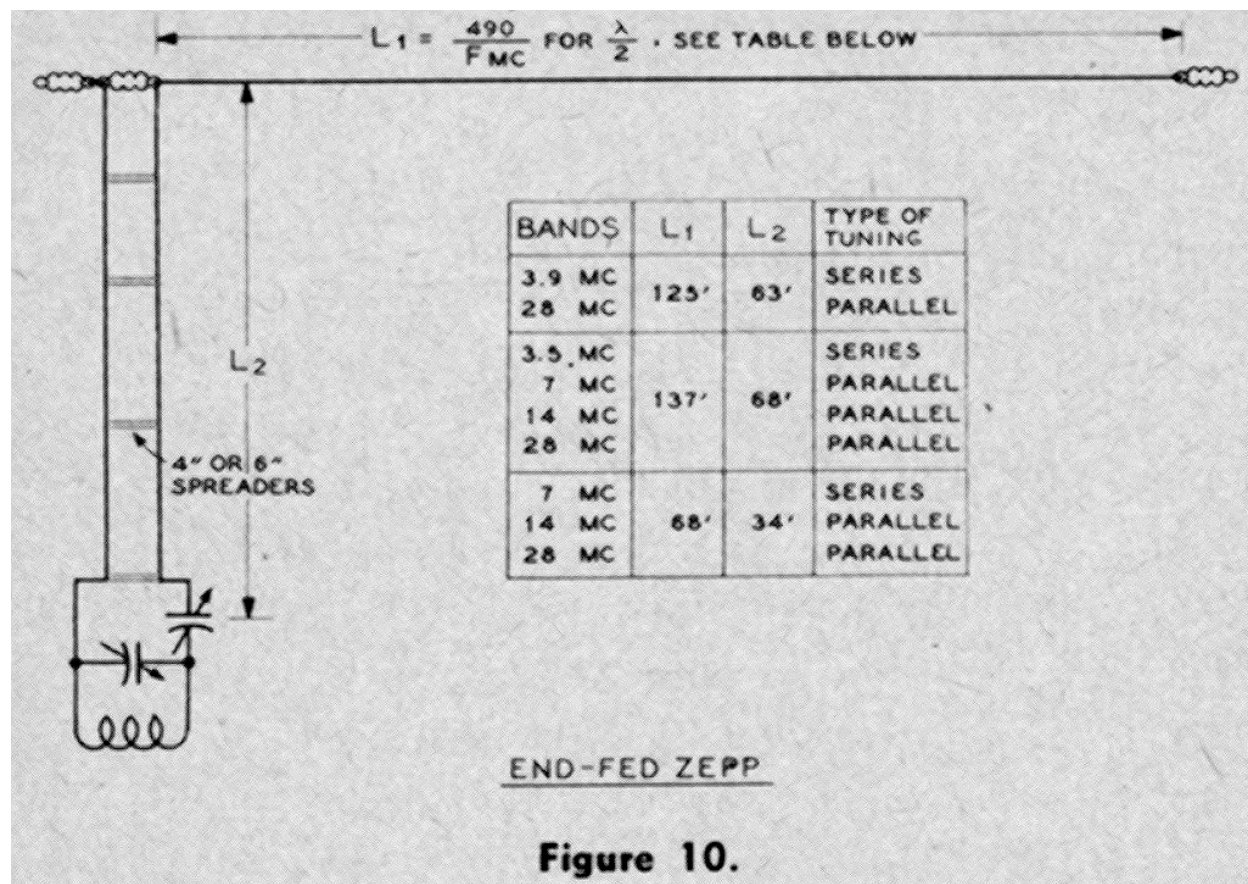 L1 = 490/F MC FOR λ/2 . SEE TABLE BELOW
L2
4" OR 6"
SPREADERS
BANDS L1 L2 TYPE OF TUNING
3.9 MC 125' 63' SERIES
28 MC PARALLEL
3.5 MC 137' 68' SERIES
7 MC PARALLEL
14 MC PARALLEL
28 MC PARALLEL
7 MC 68' 34' SERIES
14 MC PARALLEL
28 MC PARALLEL
END-FED ZEPP
Figure 10.